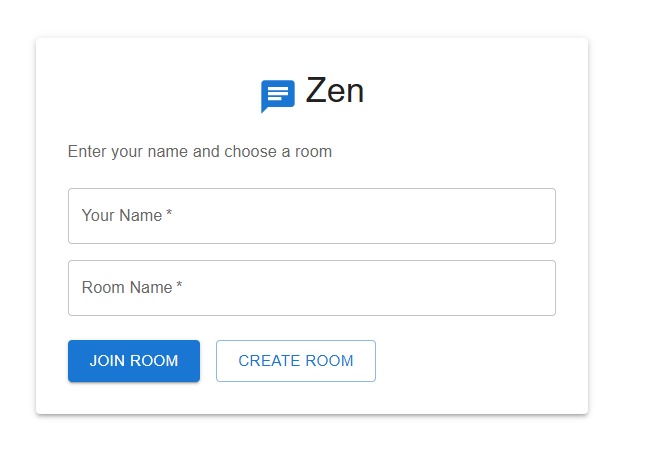 Zen
Enter your name and choose a room
Your Name *
Room Name *
JOIN ROOM
CREATE ROOM